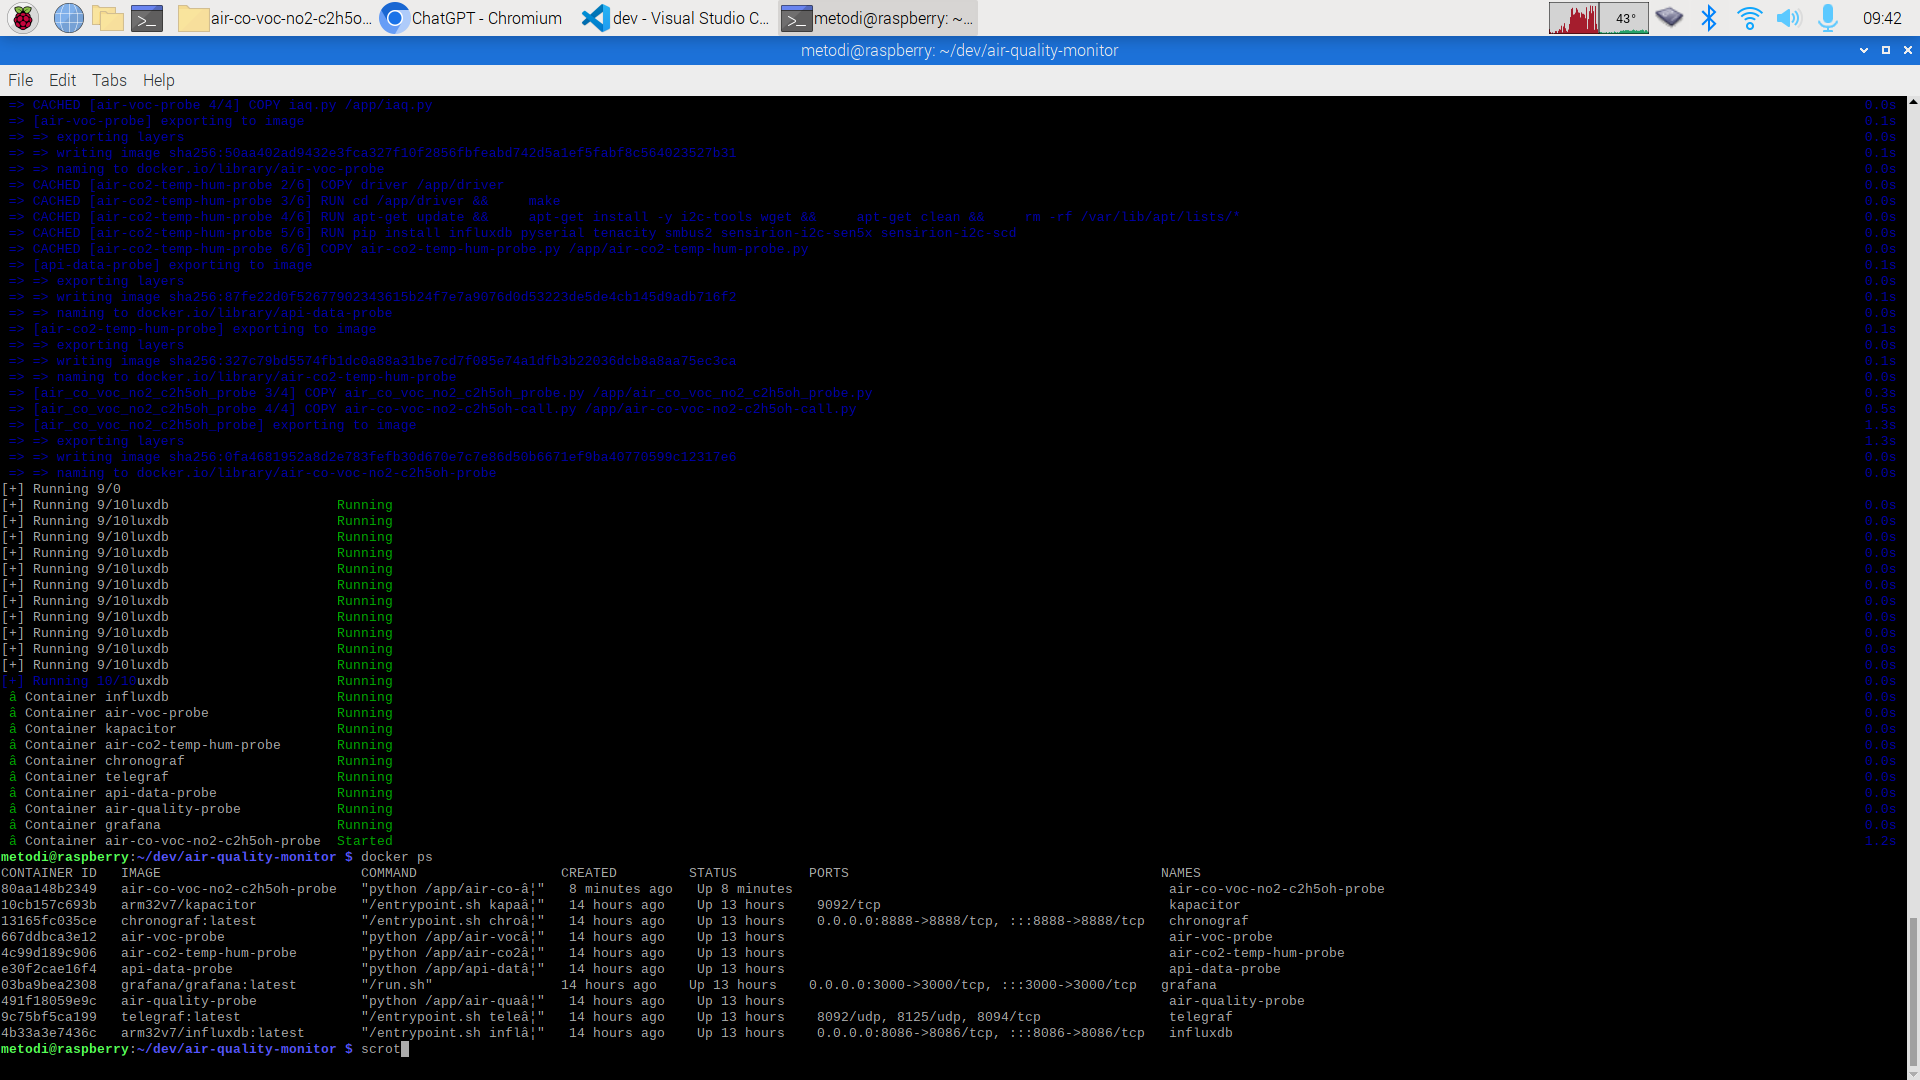 air-co-voc-no2-c2h5o...
ChatGPT - Chromium
dev - Visual Studio C...
metodi@raspberry: ~...
43°
09:42
metodi@raspberry: ~/dev/air-quality-monitor
File Edit Tabs Help
=> CACHED [air-voc-probe 4/4] COPY iaq.py /app/iaq.py 0.0s
=> [air-voc-probe] exporting to image 0.1s
=> => exporting layers 0.0s
=> => writing image 0.1s
=> => naming to docker.io/library/air-voc-probe 0.0s
=> CACHED [air-co2-temp-hum-probe 2/6] COPY driver /app/driver 0.0s
=> CACHED [air-co2-temp-hum-probe 3/6] RUN cd /app/driver && make 0.0s
=> CACHED [air-co2-temp-hum-probe 4/6] RUN apt-get update && apt-get install -y i2c-tools wget && apt-get clean && rm -rf /var/lib/apt/lists/* 0.0s
=> CACHED [air-co2-temp-hum-probe 5/6] RUN pip install influxdb pyserial tenacity smbus2 sensirion-i2c-sen5x sensirion-i2c-scd 0.0s
=> CACHED [air-co2-temp-hum-probe 6/6] COPY air-co2-temp-hum-probe.py /app/air-co2-temp-hum-probe.py 0.0s
=> [api-data-probe] exporting to image 0.1s
=> => exporting layers 0.0s
=> => writing image 0.1s
=> => naming to docker.io/library/api-data-probe 0.0s
=> [air-co2-temp-hum-probe] exporting to image 0.1s
=> => exporting layers 0.0s
=> => writing image 0.1s
=> => naming to docker.io/library/air-co2-temp-hum-probe 0.0s
=> [air_co_voc_no2_c2h5oh_probe 3/4] COPY air_co_voc_no2_c2h5oh_probe.py /app/air_co_voc_no2_c2h5oh_probe.py 0.3s
=> [air_co_voc_no2_c2h5oh_probe 4/4] COPY air-co-voc-no2-c2h5oh-call.py /app/air-co-voc-no2-c2h5oh-call.py 0.5s
=> [air_co_voc_no2_c2h5oh_probe] exporting to image 1.3s
=> => exporting layers 1.3s
=> => writing image 0.0s
=> => naming to docker.io/library/air-co-voc-no2-c2h5oh-probe 0.0s
[+] Running 9/0
[+] Running 9/10luxdb Running 0.0s
[+] Running 9/10luxdb Running 0.0s
[+] Running 9/10luxdb Running 0.0s
[+] Running 9/10luxdb Running 0.0s
[+] Running 9/10luxdb Running 0.0s
[+] Running 9/10luxdb Running 0.0s
[+] Running 9/10luxdb Running 0.0s
[+] Running 9/10luxdb Running 0.0s
[+] Running 9/10luxdb Running 0.0s
[+] Running 9/10luxdb Running 0.0s
[+] Running 9/10luxdb Running 0.0s
[+] Running 10/10uxdb Running 0.0s
â Container influxdb Running 0.0s
â Container air-voc-probe Running 0.0s
â Container kapacitor Running 0.0s
â Container air-co2-temp-hum-probe Running 0.0s
â Container chronograf Running 0.0s
â Container telegraf Running 0.0s
â Container api-data-probe Running 0.0s
â Container air-quality-probe Running 0.0s
â Container grafana Running 0.0s
â Container air-co-voc-no2-c2h5oh-probe Started 1.2s
metodi@raspberry:~/dev/air-quality-monitor $ docker ps
CONTAINER ID IMAGE COMMAND CREATED STATUS PORTS NAMES
80aa148b2349 air-co-voc-no2-c2h5oh-probe "python /app/air-co-â¦" 8 minutes ago Up 8 minutes air-co-voc-no2-c2h5oh-probe
10cb157c693b arm32v7/kapacitor "/entrypoint.sh kapaâ¦" 14 hours ago Up 13 hours 9092/tcp kapacitor
13165fc035ce chronograf:latest "/entrypoint.sh chroâ¦" 14 hours ago Up 13 hours 0.0.0.0:8888->8888/tcp, :::8888->8888/tcp chronograf
667ddbca3e12 air-voc-probe "python /app/air-vocâ¦" 14 hours ago Up 13 hours air-voc-probe
4c99d189c906 air-co2-temp-hum-probe "python /app/air-co2â¦" 14 hours ago Up 13 hours air-co2-temp-hum-probe
e30f2cae16f4 api-data-probe "python /app/api-datâ¦" 14 hours ago Up 13 hours api-data-probe
03ba9bea2308 grafana/grafana:latest "/run.sh" 14 hours ago Up 13 hours 0.0.0.0:3000->3000/tcp, :::3000->3000/tcp grafana
491f18059e9c air-quality-probe "python /app/air-quaâ¦" 14 hours ago Up 13 hours air-quality-probe
9c75bf5ca199 telegraf:latest "/entrypoint.sh teleâ¦" 14 hours ago Up 13 hours 8092/udp, 8125/udp, 8094/tcp telegraf
4b33a3e7436c arm32v7/influxdb:latest "/entrypoint.sh inflâ¦" 14 hours ago Up 13 hours 0.0.0.0:8086->8086/tcp, :::8086->8086/tcp influxdb
metodi@raspberry:~/dev/air-quality-monitor $ scrot